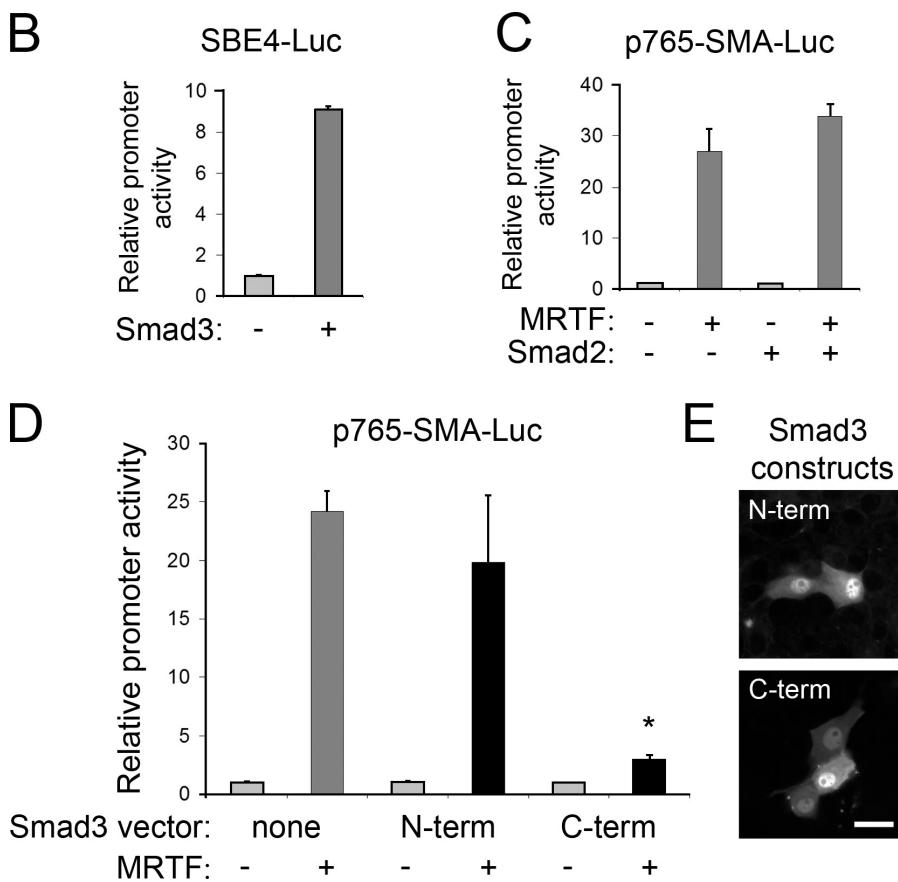 B
SBE4-Luc
Relative promoter
activity
10
8
6
4
2
0
Smad3: - +
C
p765-SMA-Luc
Relative promoter
activity
40
30
20
10
0
MRTF: - + - +
Smad2: - - + +
D
p765-SMA-Luc
Relative promoter activity
30
25
20
15
10
5
0
*
Smad3 vector: none N-term C-term
MRTF: - + - + - +
E
Smad3
constructs
N-term
C-term